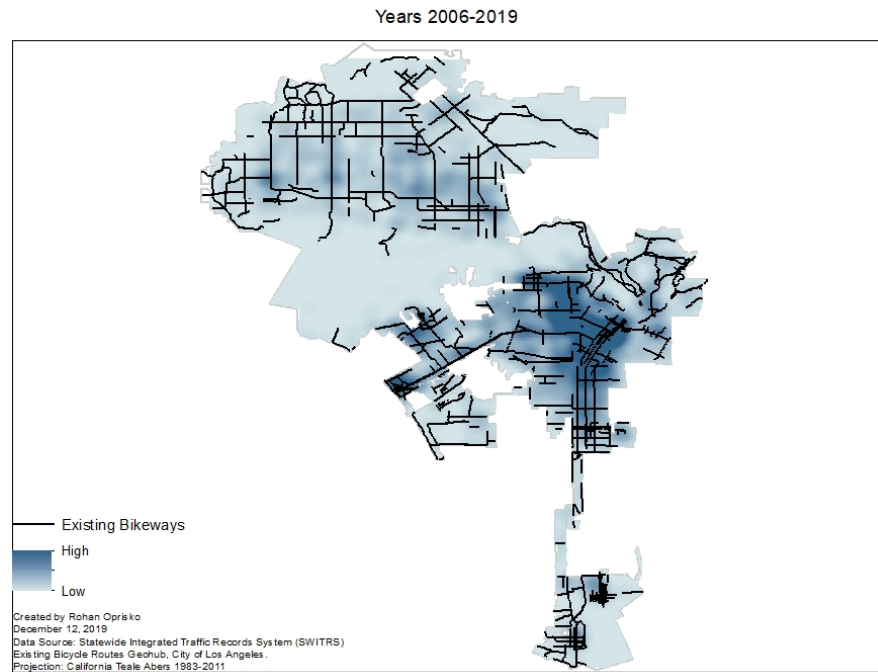 Years 2006-2019
Existing Bikeways
High
Low
Created by Rohan Oprisko
December 12, 2019
Data Source: Statewide Integrated Traffic Records System (SWITRS)
Existing Bicycle Routes Geohub, City of Los Angeles.
Projection: California Teale Abers 1983-2011